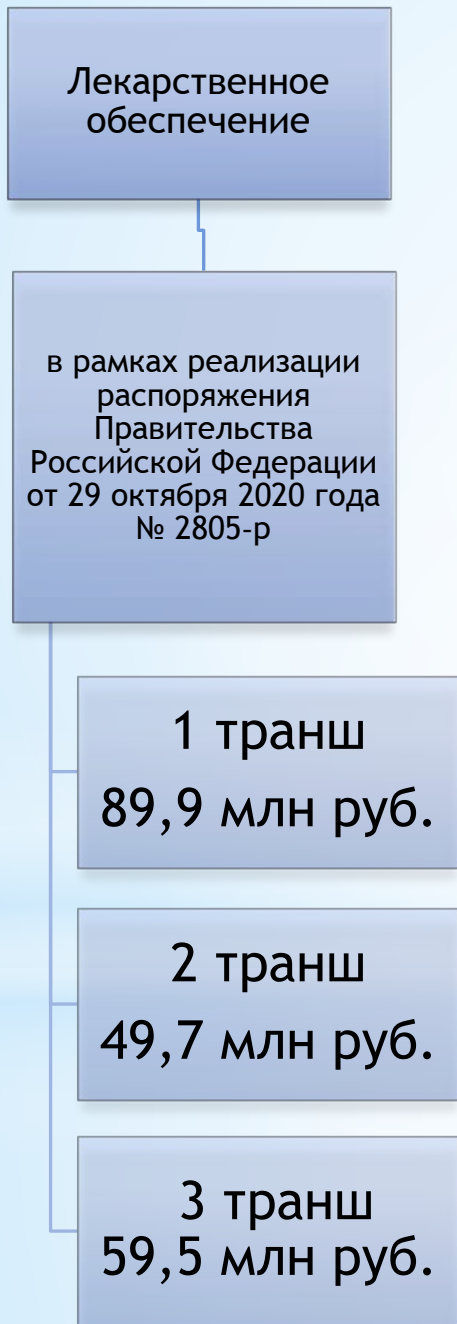 Лекарственное
обеспечение
в рамках реализации
распоряжения
Правительства
Российской Федерации
от 29 октября 2020 года
№ 2805-р
1 транш
89,9 млн руб.
2 транш
49,7 млн руб.
3 транш
59,5 млн руб.